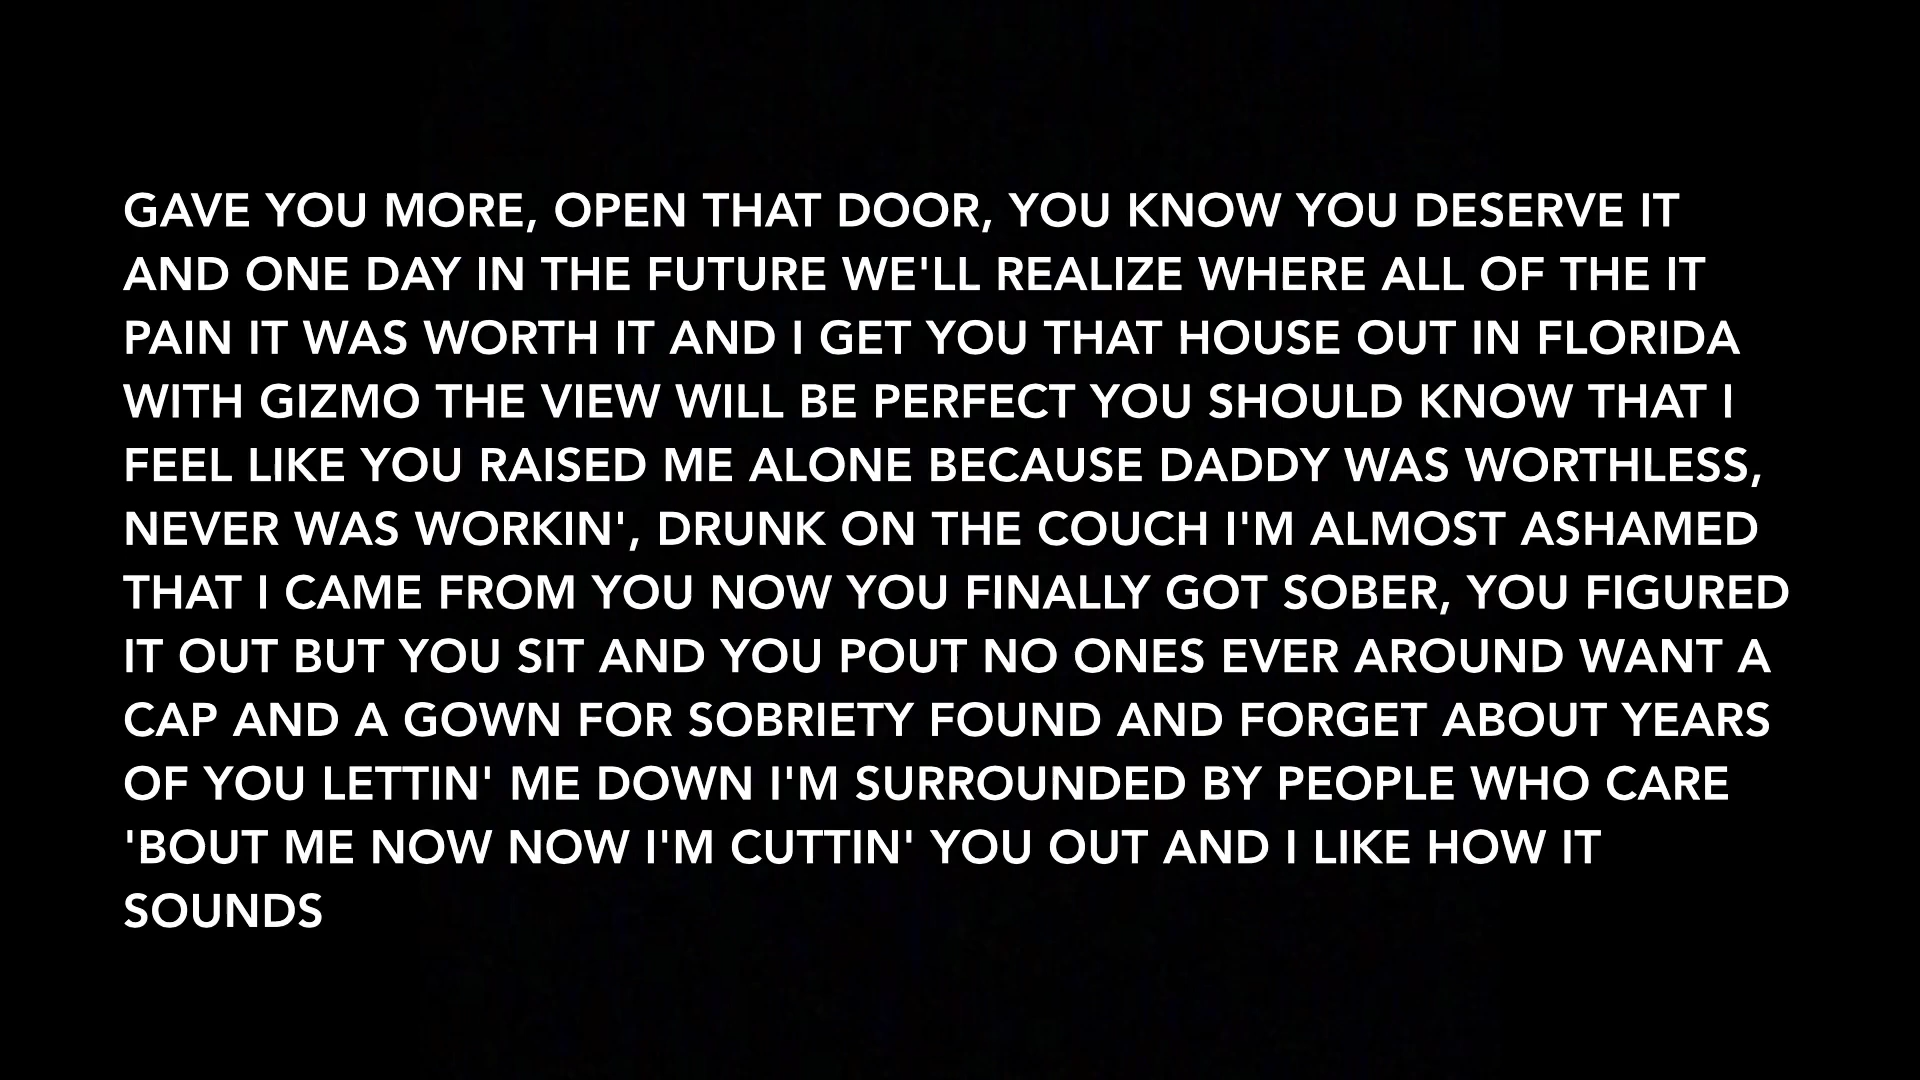 GAVE YOU MORE, OPEN THAT DOOR, YOU KNOW YOU DESERVE IT
AND ONE DAY IN THE FUTURE WE'LL REALIZE WHERE ALL OF THE IT
PAIN IT WAS WORTH IT AND I GET YOU THAT HOUSE OUT IN FLORIDA
WITH GIZMO THE VIEW WILL BE PERFECT YOU SHOULD KNOW THAT I
FEEL LIKE YOU RAISED ME ALONE BECAUSE DADDY WAS WORTHLESS,
NEVER WAS WORKIN', DRUNK ON THE COUCH I'M ALMOST ASHAMED
THAT I CAME FROM YOU NOW YOU FINALLY GOT SOBER, YOU FIGURED
IT OUT BUT YOU SIT AND YOU POUT NO ONES EVER AROUND WANT A
CAP AND A GOWN FOR SOBRIETY FOUND AND FORGET ABOUT YEARS
OF YOU LETTIN' ME DOWN I'M SURROUNDED BY PEOPLE WHO CARE
'BOUT ME NOW NOW I'M CUTTIN' YOU OUT AND I LIKE HOW IT
SOUNDS